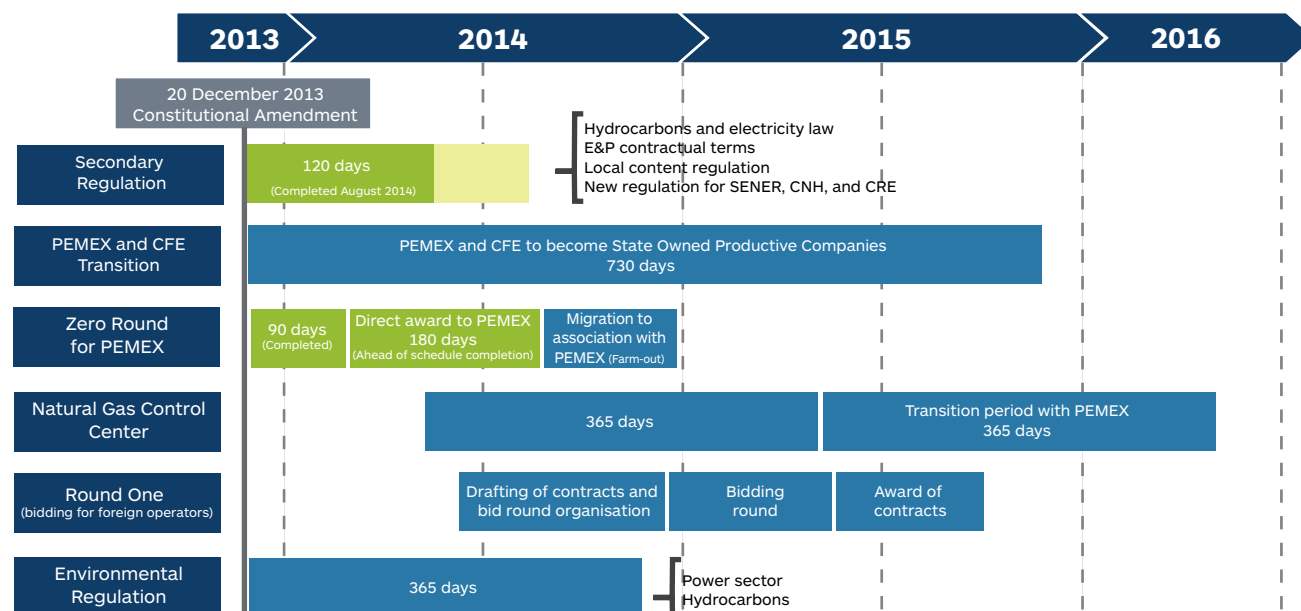 2013
2014
2015
2016
20 December 2013
Constitutional Amendment
Secondary
Regulation
120 days
(Completed August 2014)
Hydrocarbons and electricity law
E&P contractual terms
Local content regulation
New regulation for SENER, CNH, and CRE
PEMEX and CFE
Transition
PEMEX and CFE to become State Owned Productive Companies
730 days
Zero Round
for PEMEX
90 days
(Completed)
Direct award to PEMEX
180 days
(Ahead of schedule completion)
Migration to
association with
PEMEX (Farm-out)
Natural Gas Control
Center
365 days
Transition period with PEMEX
365 days
Round One
(bidding for foreign operators)
Drafting of contracts and
bid round organisation
Bidding
round
Award of
contracts
Environmental
Regulation
365 days
Power sector
Hydrocarbons